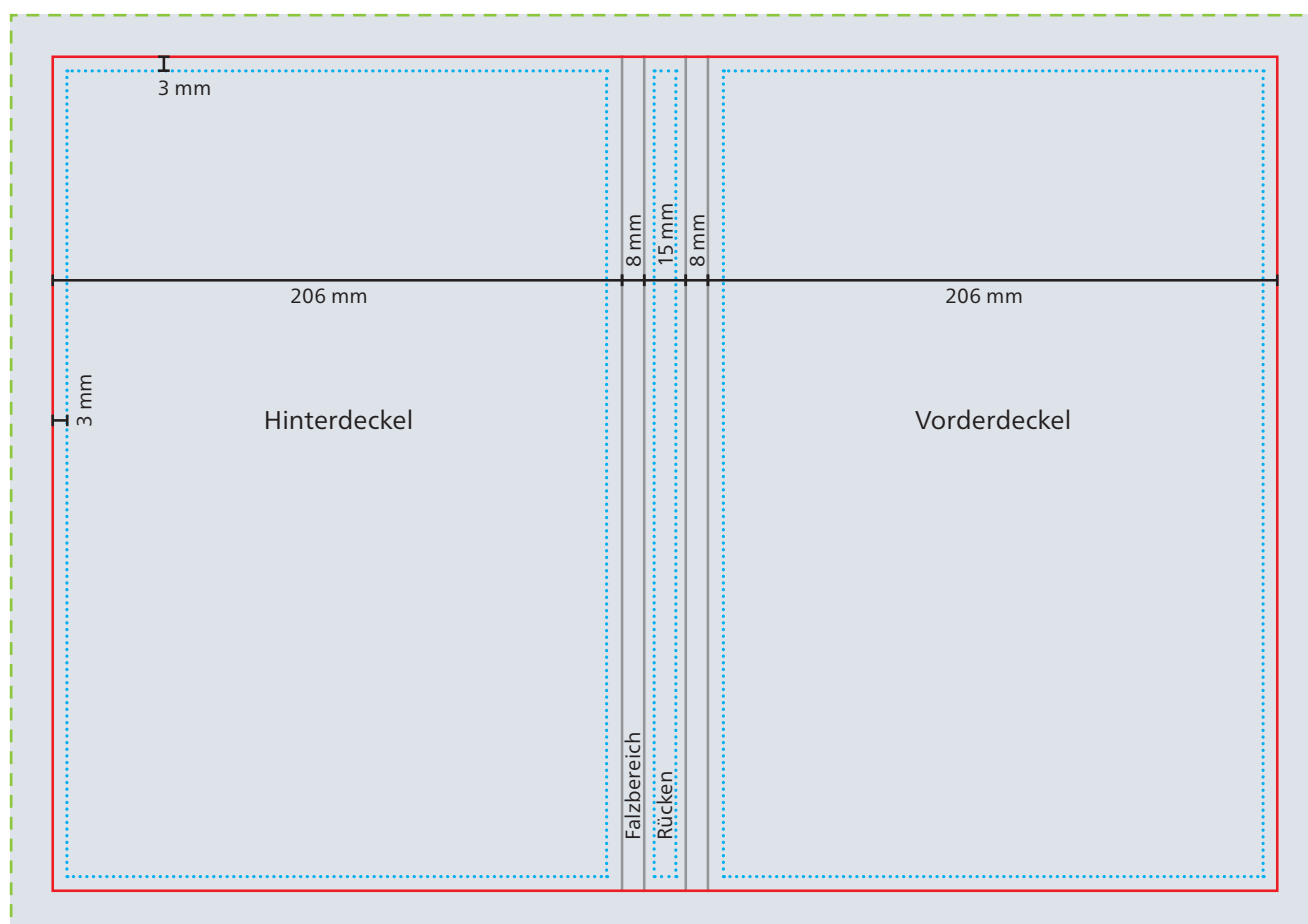 3 mm
8 mm
15 mm
8 mm
206 mm
206 mm
3 mm
Hinterdeckel
Vorderdeckel
Falzbereich
Rücken